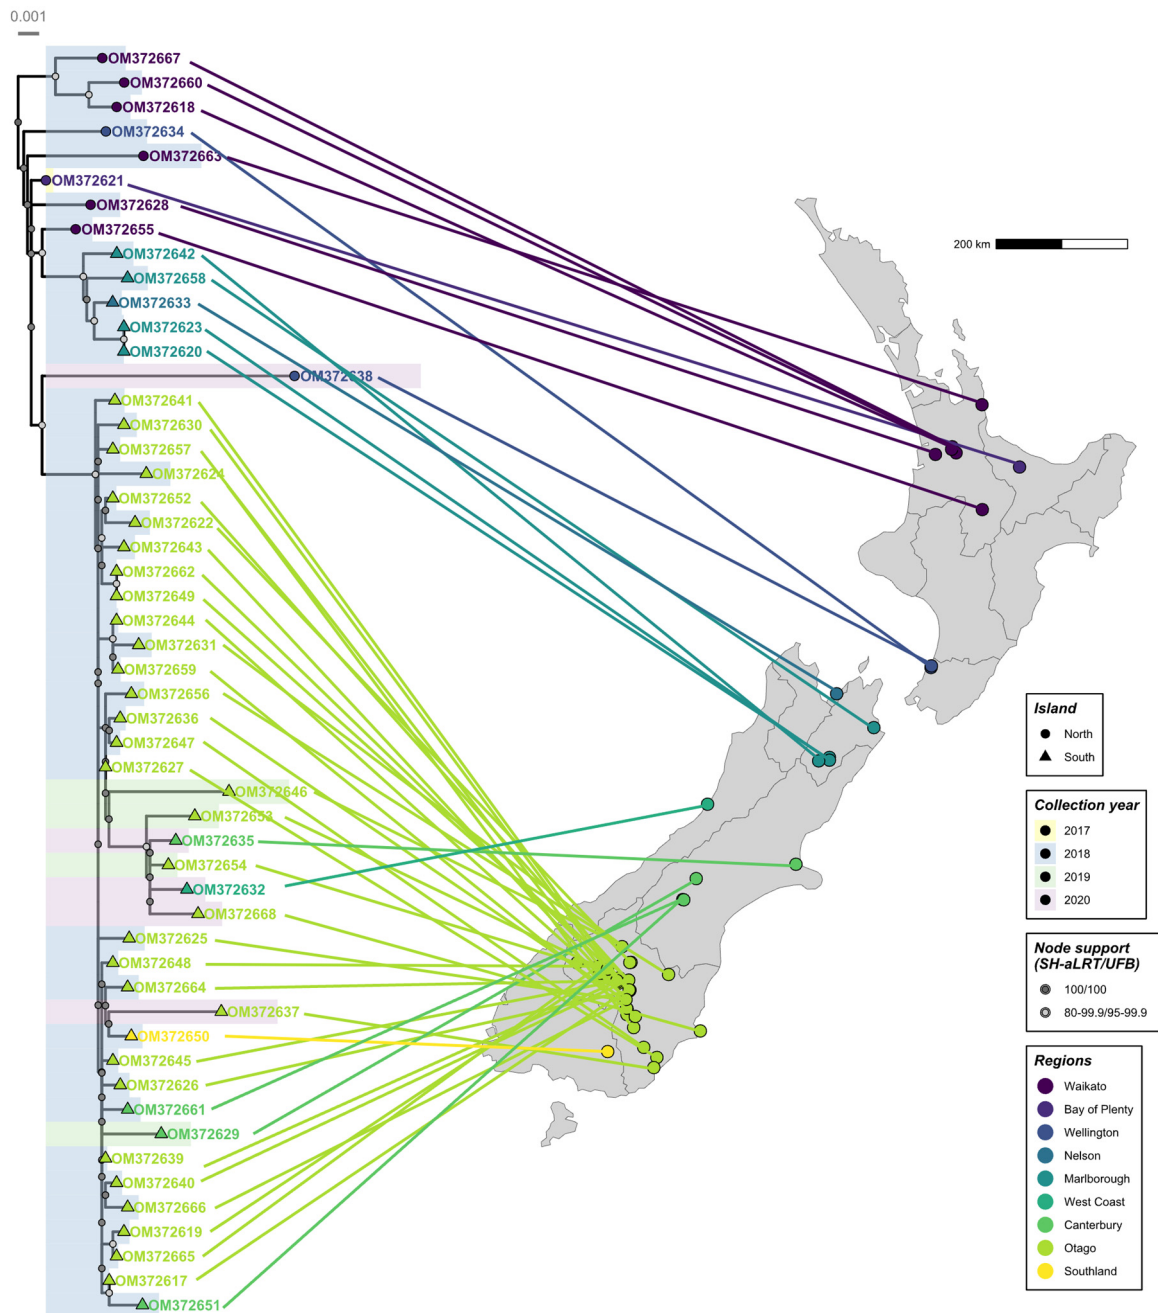 0.001
OM372667
OM372660
OM372618
OM372634
OM372663
OM372621
OM372628
OM372655
OM372642
OM372658
OM372633
OM372623
OM372620
OM372638
OM372641
OM372630
OM372657
OM372624
OM372652
OM372622
OM372643
OM372662
OM372649
OM372644
OM372631
OM372659
OM372656
OM372636
OM372647
OM372627
OM372646
OM372653
OM372635
OM372654
OM372632
OM372668
OM372625
OM372648
OM372664
OM372637
OM372650
OM372645
OM372626
OM372661
OM372629
OM372639
OM372640
OM372666
OM372619
OM372665
OM372617
OM372651
200 km
Island
North
South
Collection year
2017
2018
2019
2020
Node support
(SH-aLRT/UFB)
100/100
80-99.9/95-99.9
Regions
Waikato
Bay of Plenty
Wellington
Nelson
Marlborough
West Coast
Canterbury
Otago
Southland